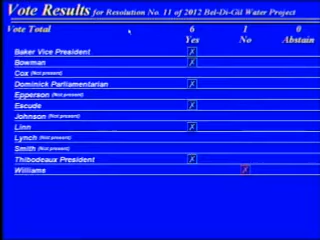 Vote Results for Resolution No. 11 of 2012 Bel-Di-Gil Water Project
Vote Total 6 1 0
Yes No Abstain
Baker Vice President X
Bowman X
Cox (Not present)
Dominick Parliamentarian X
Epperson (Not present)
Escude X
Johnson (Not present)
Linn X
Lynch (Not present)
Smith (Not present)
Thibodeaux President X
Williams X